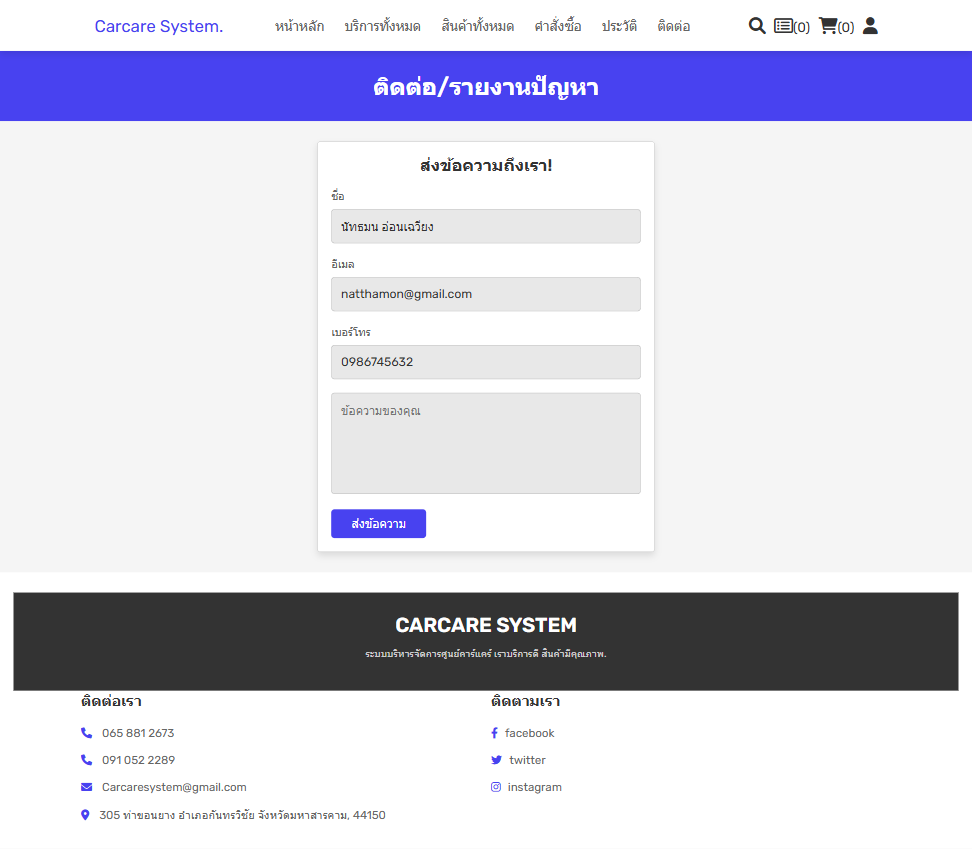 Carcare System. หน้าหลัก บริการทั้งหมด สินค้าทั้งหมด คำสั่งซื้อ ประวัติ ติดต่อ (0) (0)
ติดต่อ/รายงานปัญหา
ส่งข้อความถึงเรา!
ชื่อ
นัทธมน อ่อนเฉวียง
อีเมล
natthamon@gmail.com
เบอร์โทร
0986745632
ข้อความของคุณ
ส่งข้อความ
CARCARE SYSTEM
ระบบบริหารจัดการศูนย์คาร์แคร์ เราบริการดี สินค้ามีคุณภาพ.
ติดต่อเรา
065 881 2673
091 052 2289
Carcaresystem@gmail.com
305 ท่าขอนยาง อำเภอกันทรวิชัย จังหวัดมหาสารคาม, 44150
ติดตามเรา
facebook
twitter
instagram